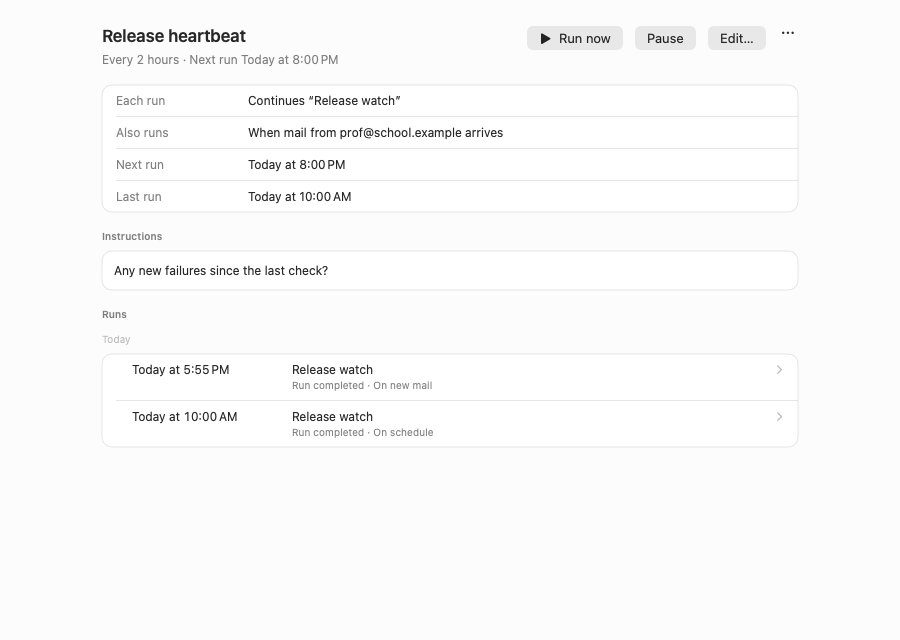 Release heartbeat
Run now
Pause
Edit...
Every 2 hours · Next run Today at 8:00 PM
Each run Continues “Release watch”
Also runs When mail from prof@school.example arrives
Next run Today at 8:00 PM
Last run Today at 10:00 AM
Instructions
Any new failures since the last check?
Runs
Today
Today at 5:55 PM Release watch
Run completed · On new mail
Today at 10:00 AM Release watch
Run completed · On schedule